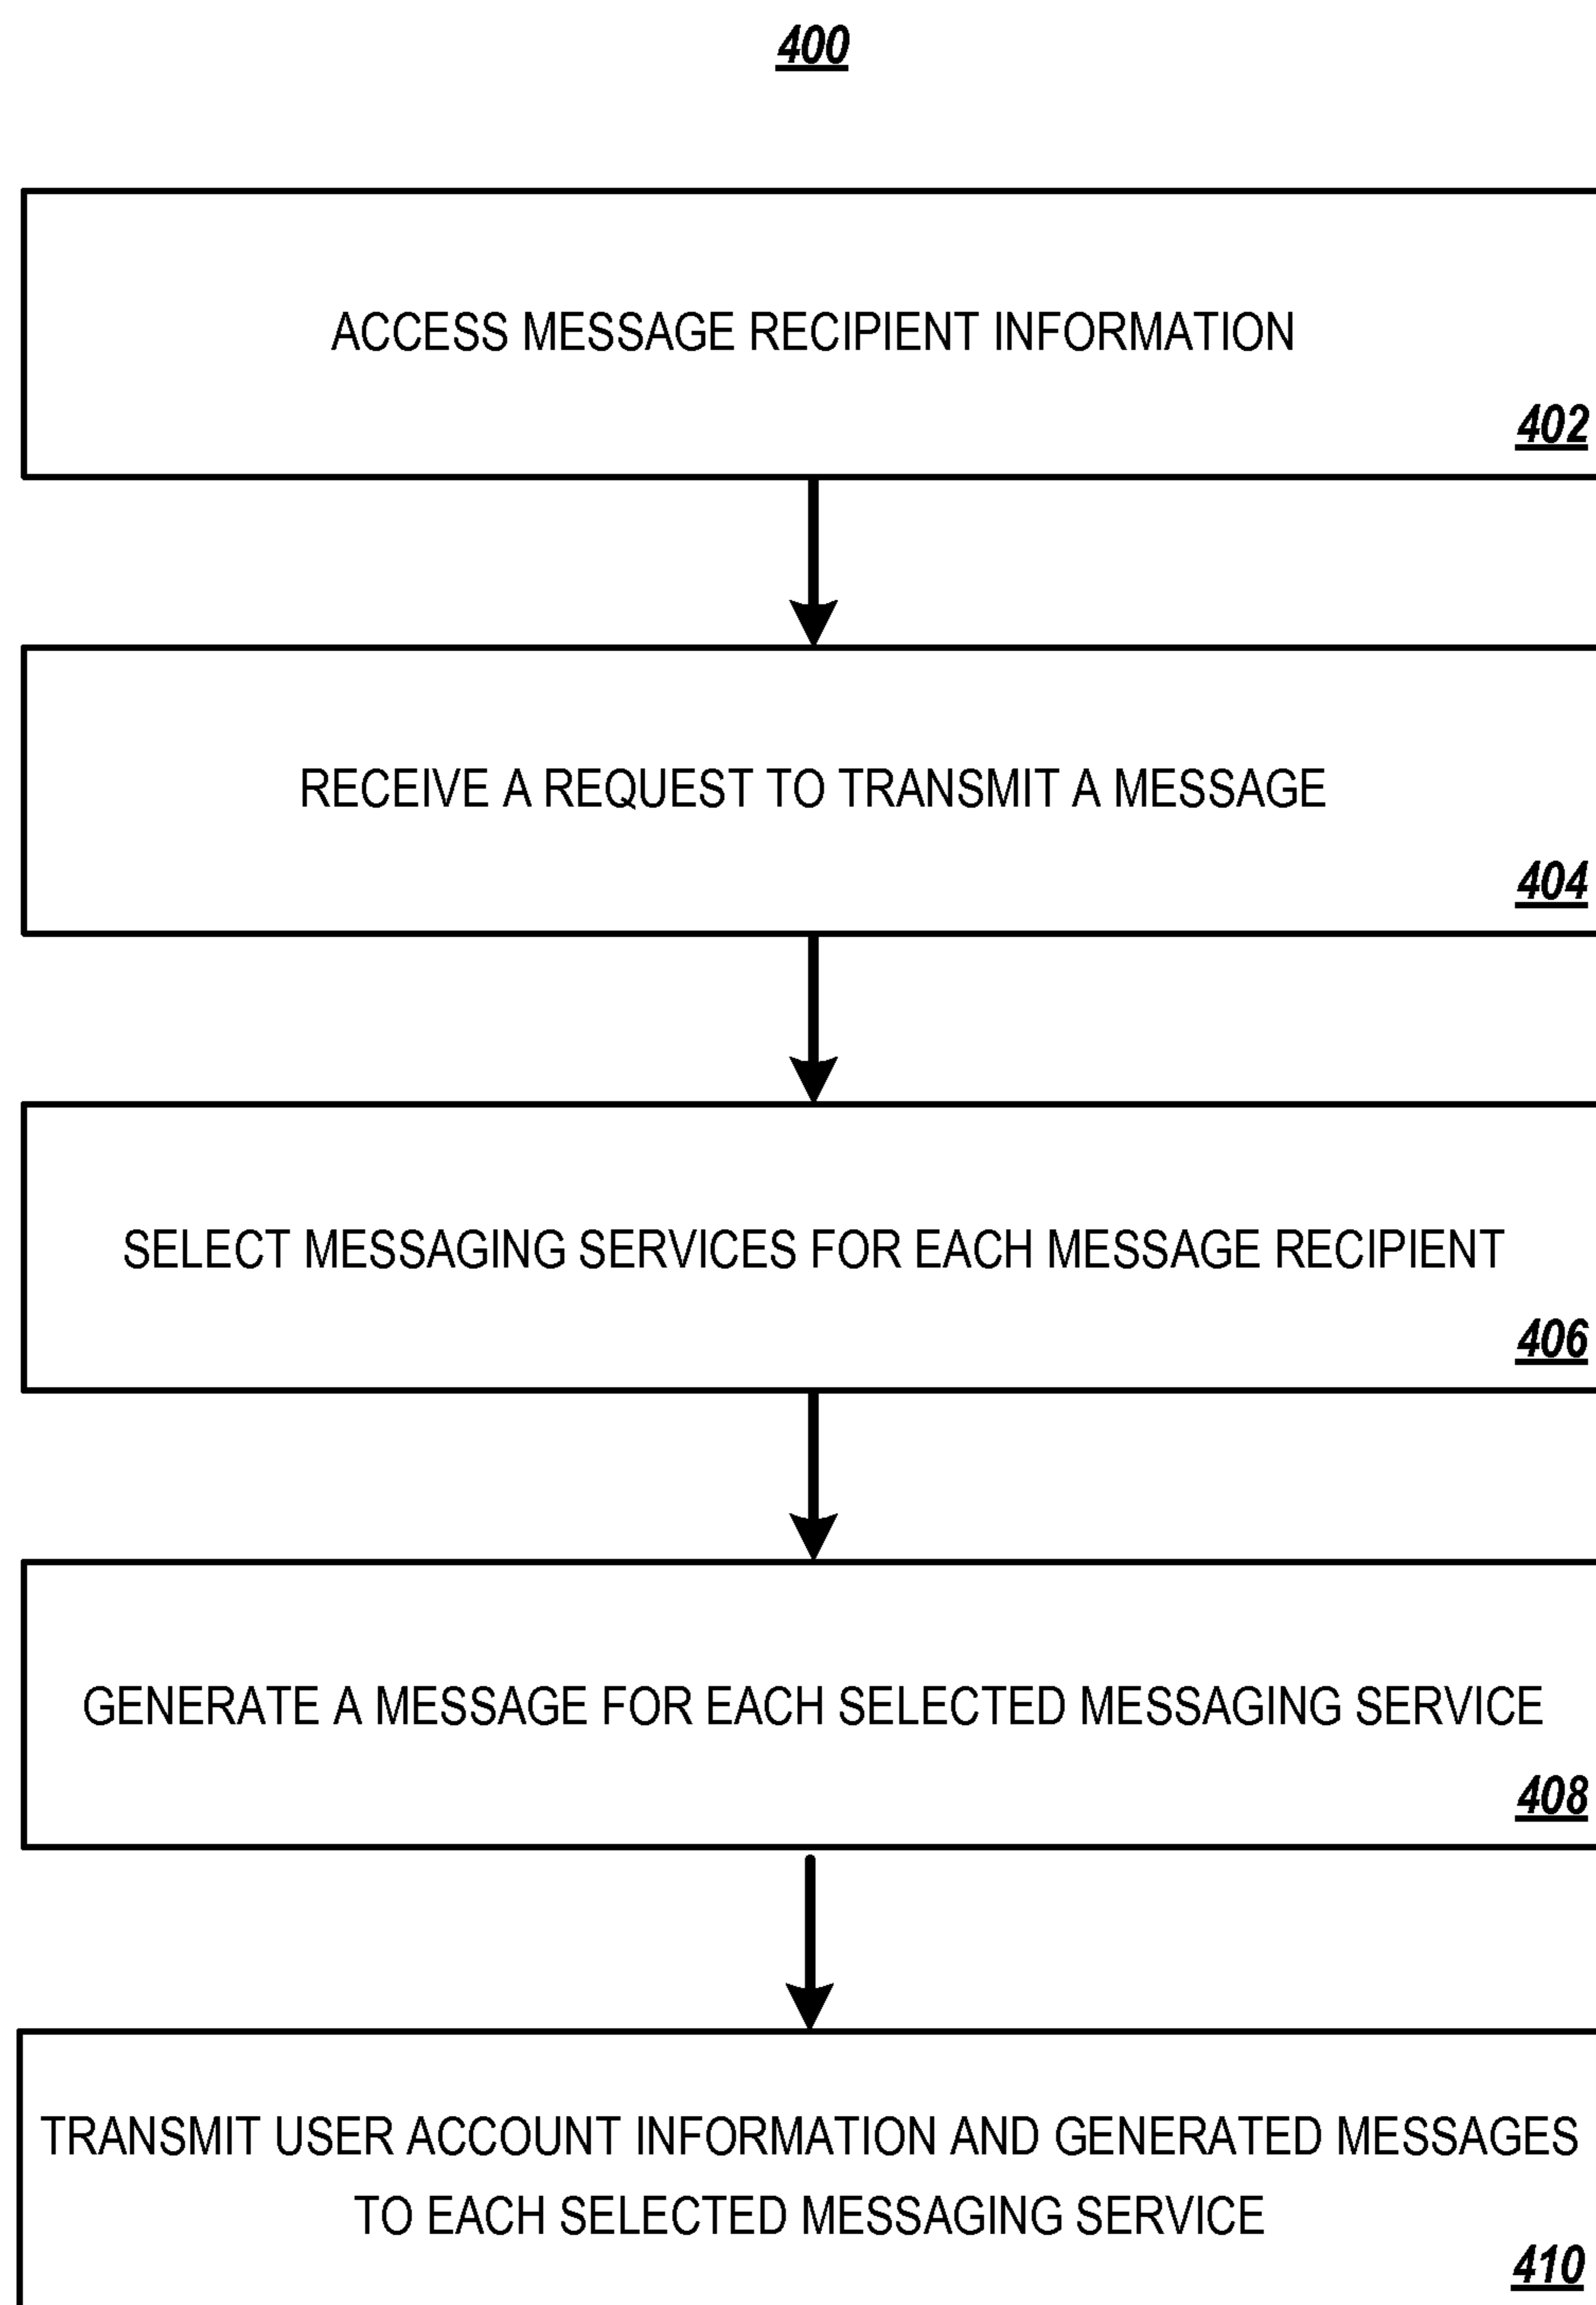 400
ACCESS MESSAGE RECIPIENT INFORMATION
402
RECEIVE A REQUEST TO TRANSMIT A MESSAGE
404
SELECT MESSAGING SERVICES FOR EACH MESSAGE RECIPIENT
406
GENERATE A MESSAGE FOR EACH SELECTED MESSAGING SERVICE
408
TRANSMIT USER ACCOUNT INFORMATION AND GENERATED MESSAGES
TO EACH SELECTED MESSAGING SERVICE
410